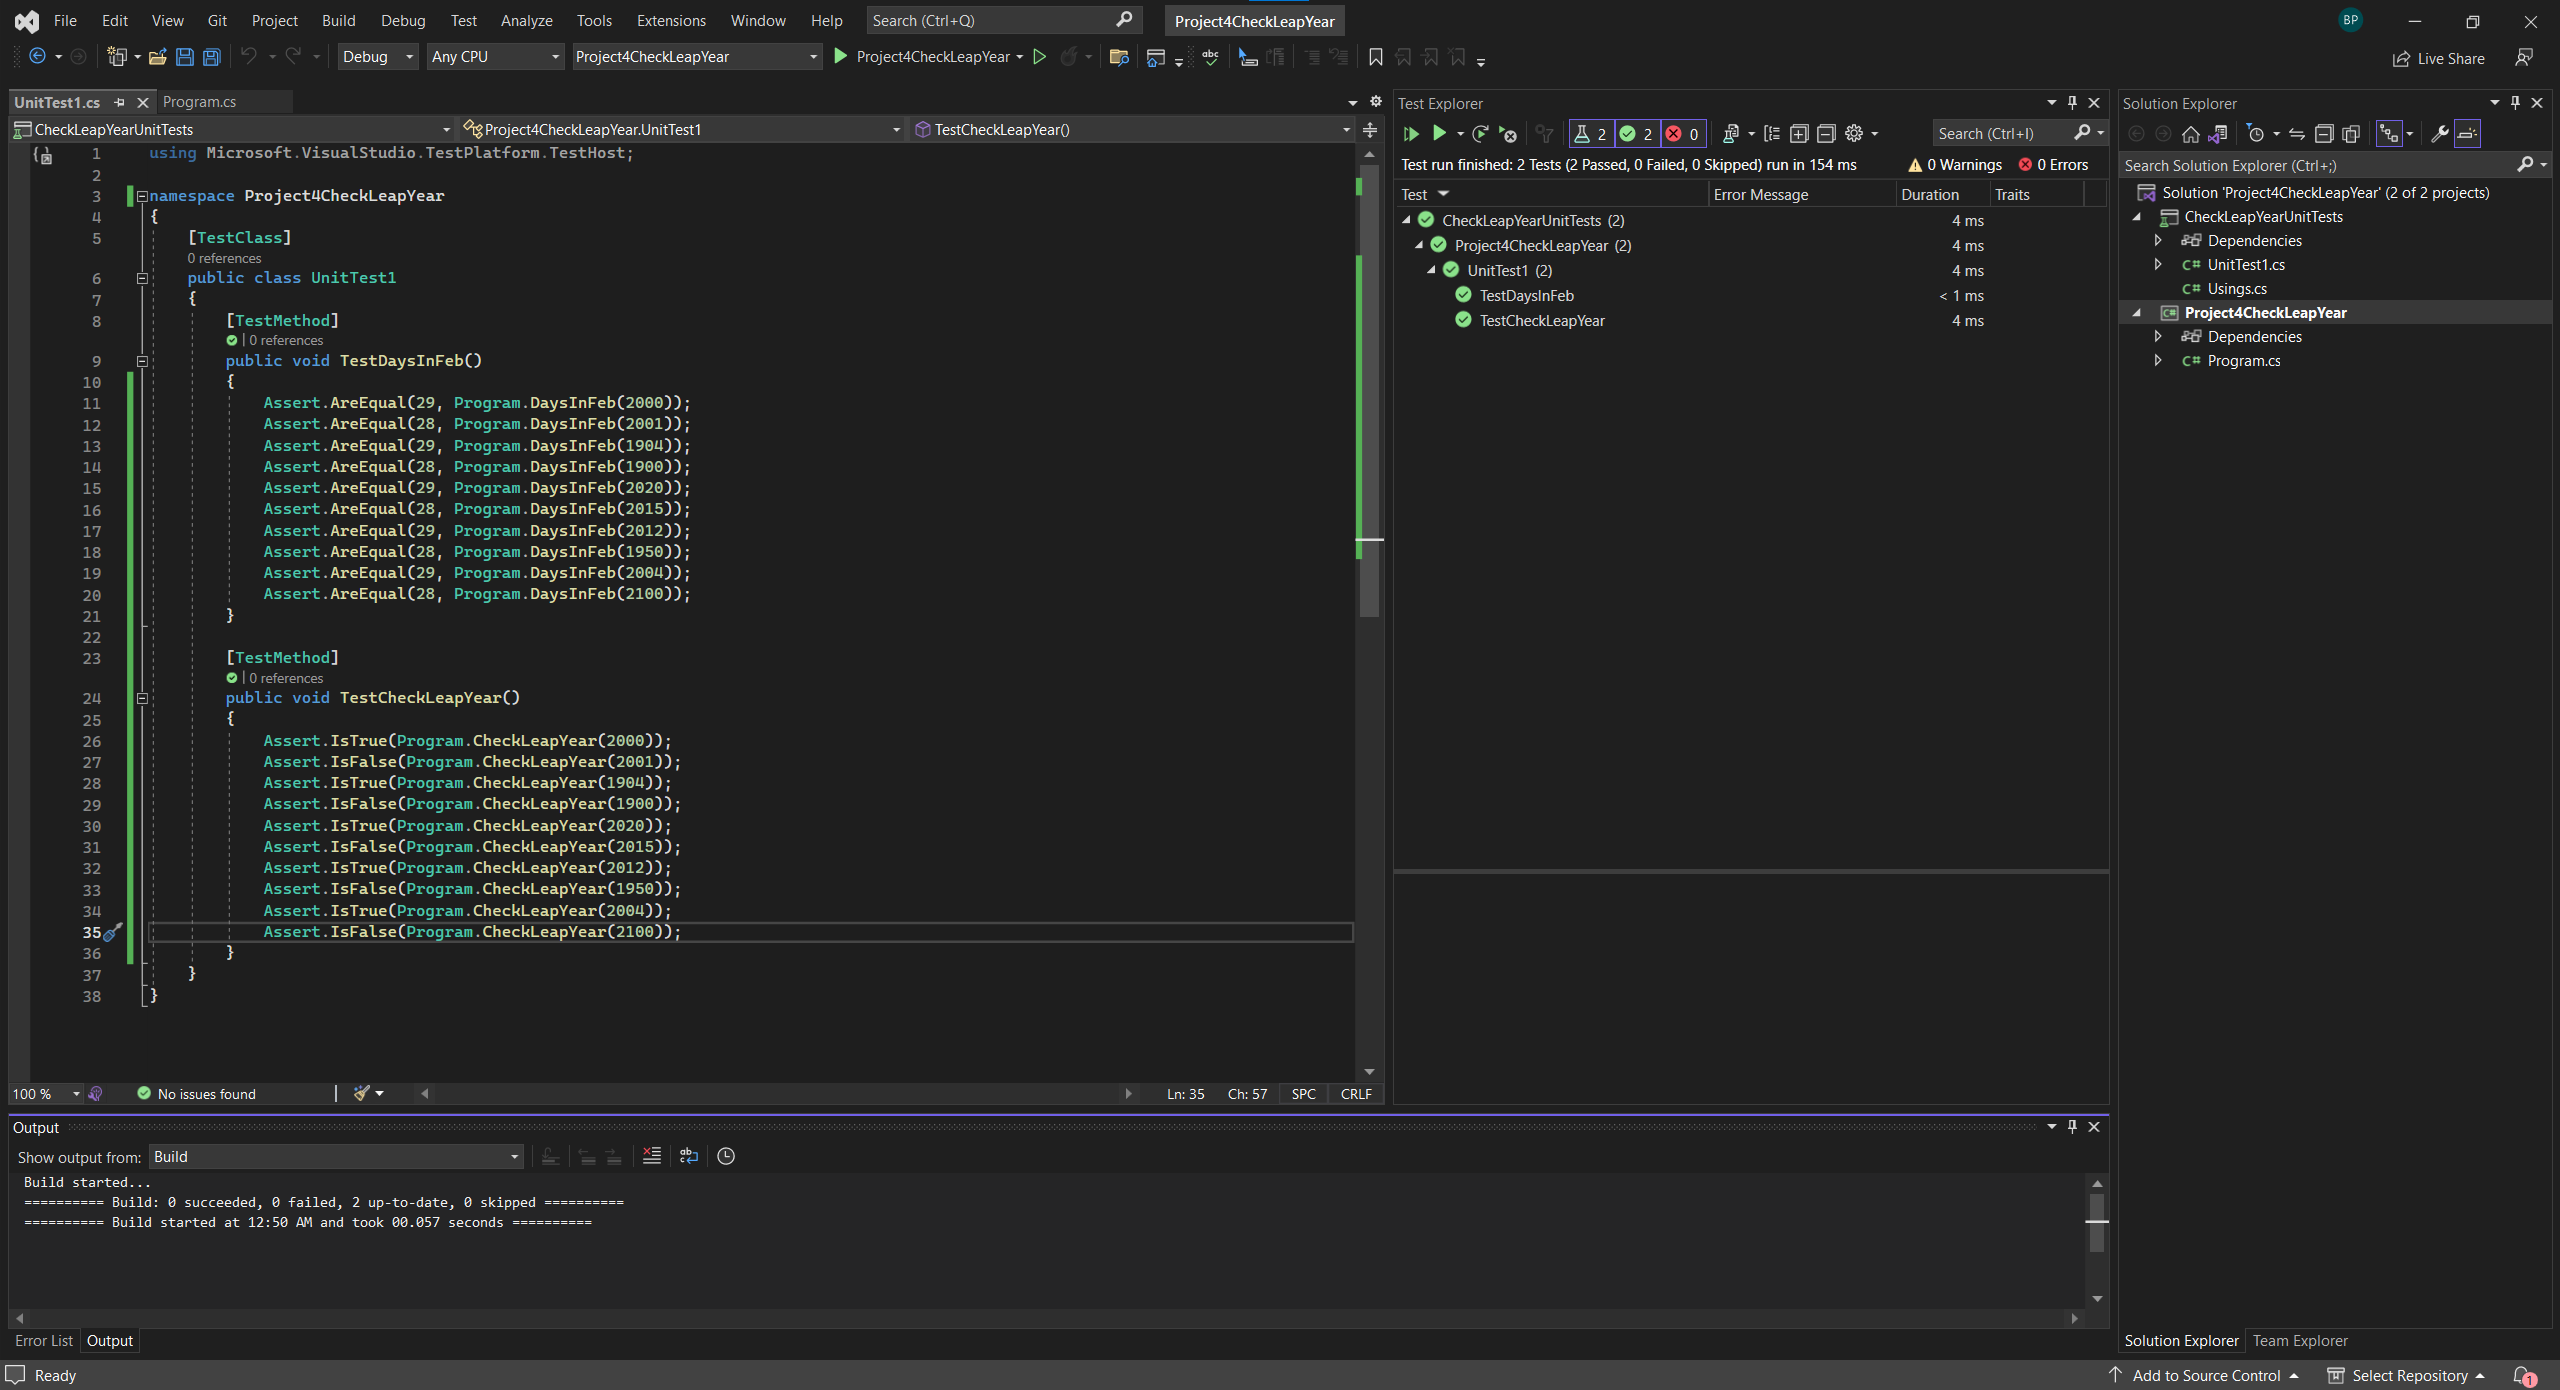 File Edit View Git Project Build Debug Test Analyze Tools Extensions Window Help Search (Ctrl+Q) Project4CheckLeapYear BP
Debug Any CPU Project4CheckLeapYear Project4CheckLeapYear Live Share
UnitTest1.cs Program.cs
CheckLeapYearUnitTests Project4CheckLeapYear.UnitTest1 TestCheckLeapYear()
1 using Microsoft.VisualStudio.TestPlatform.TestHost;
2
3 namespace Project4CheckLeapYear
4 {
5 [TestClass]
0 references
6 public class UnitTest1
7 {
8 [TestMethod]
| 0 references
9 public void TestDaysInFeb()
10 {
11 Assert.AreEqual(29, Program.DaysInFeb(2000));
12 Assert.AreEqual(28, Program.DaysInFeb(2001));
13 Assert.AreEqual(29, Program.DaysInFeb(1904));
14 Assert.AreEqual(28, Program.DaysInFeb(1900));
15 Assert.AreEqual(29, Program.DaysInFeb(2020));
16 Assert.AreEqual(28, Program.DaysInFeb(2015));
17 Assert.AreEqual(29, Program.DaysInFeb(2012));
18 Assert.AreEqual(28, Program.DaysInFeb(1950));
19 Assert.AreEqual(29, Program.DaysInFeb(2004));
20 Assert.AreEqual(28, Program.DaysInFeb(2100));
21 }
22
23 [TestMethod]
| 0 references
24 public void TestCheckLeapYear()
25 {
26 Assert.IsTrue(Program.CheckLeapYear(2000));
27 Assert.IsFalse(Program.CheckLeapYear(2001));
28 Assert.IsTrue(Program.CheckLeapYear(1904));
29 Assert.IsFalse(Program.CheckLeapYear(1900));
30 Assert.IsTrue(Program.CheckLeapYear(2020));
31 Assert.IsFalse(Program.CheckLeapYear(2015));
32 Assert.IsTrue(Program.CheckLeapYear(2012));
33 Assert.IsFalse(Program.CheckLeapYear(1950));
34 Assert.IsTrue(Program.CheckLeapYear(2004));
35 Assert.IsFalse(Program.CheckLeapYear(2100));
36 }
37 }
38 }
100 % No issues found Ln: 35 Ch: 57 SPC CRLF
Test Explorer
2 2 0 Search (Ctrl+I)
Test run finished: 2 Tests (2 Passed, 0 Failed, 0 Skipped) run in 154 ms 0 Warnings 0 Errors
Test Error Message Duration Traits
CheckLeapYearUnitTests (2) 4 ms
Project4CheckLeapYear (2) 4 ms
UnitTest1 (2) 4 ms
TestDaysInFeb < 1 ms
TestCheckLeapYear 4 ms
Solution Explorer
Search Solution Explorer (Ctrl+;)
Solution 'Project4CheckLeapYear' (2 of 2 projects)
CheckLeapYearUnitTests
Dependencies
C# UnitTest1.cs
C# Usings.cs
C# Project4CheckLeapYear
Dependencies
C# Program.cs
Output
Show output from: Build
Build started...
========== Build: 0 succeeded, 0 failed, 2 up-to-date, 0 skipped ==========
========== Build started at 12:50 AM and took 00.057 seconds ==========
Error List Output
Solution Explorer Team Explorer
Ready Add to Source Control Select Repository 1